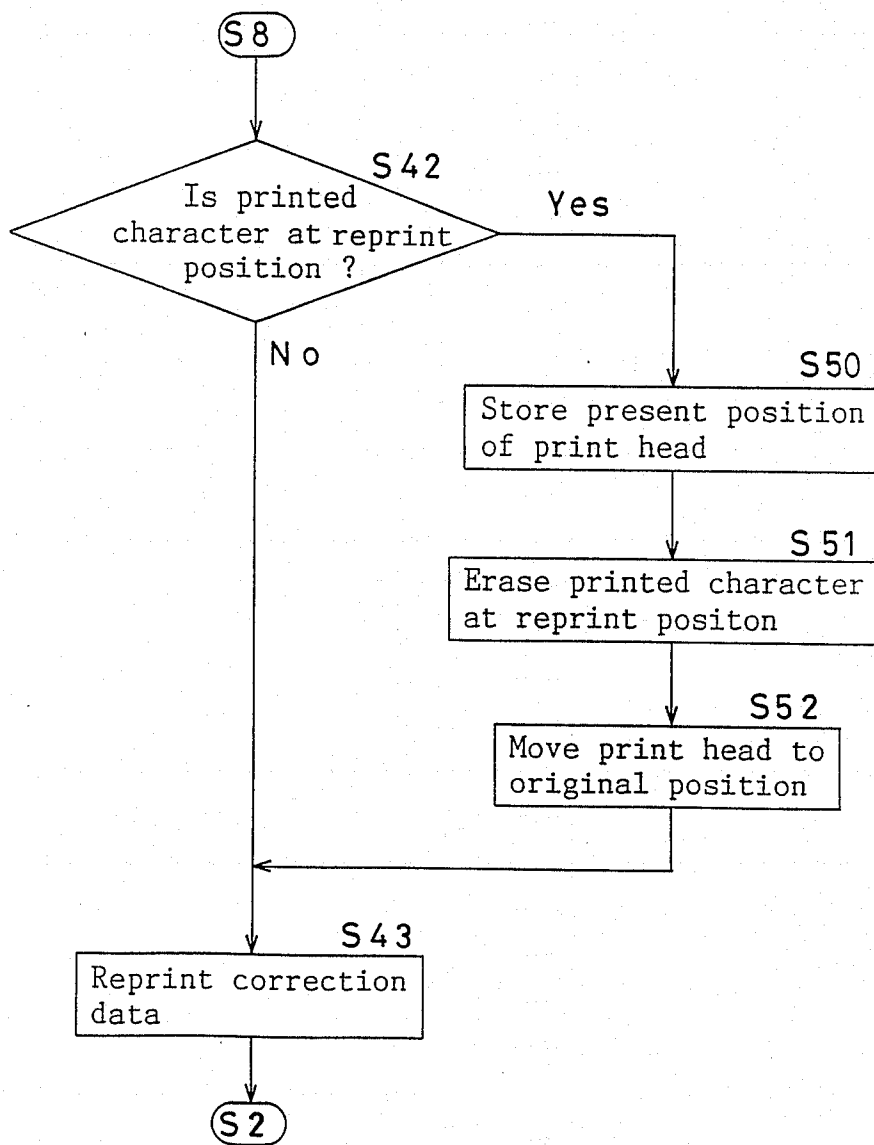 S8
S42
Is printed
character at reprint
position ?
Yes
No
S50
Store present position
of print head
S51
Erase printed character
at reprint positon
S52
Move print head to
original position
S43
Reprint correction
data
S2